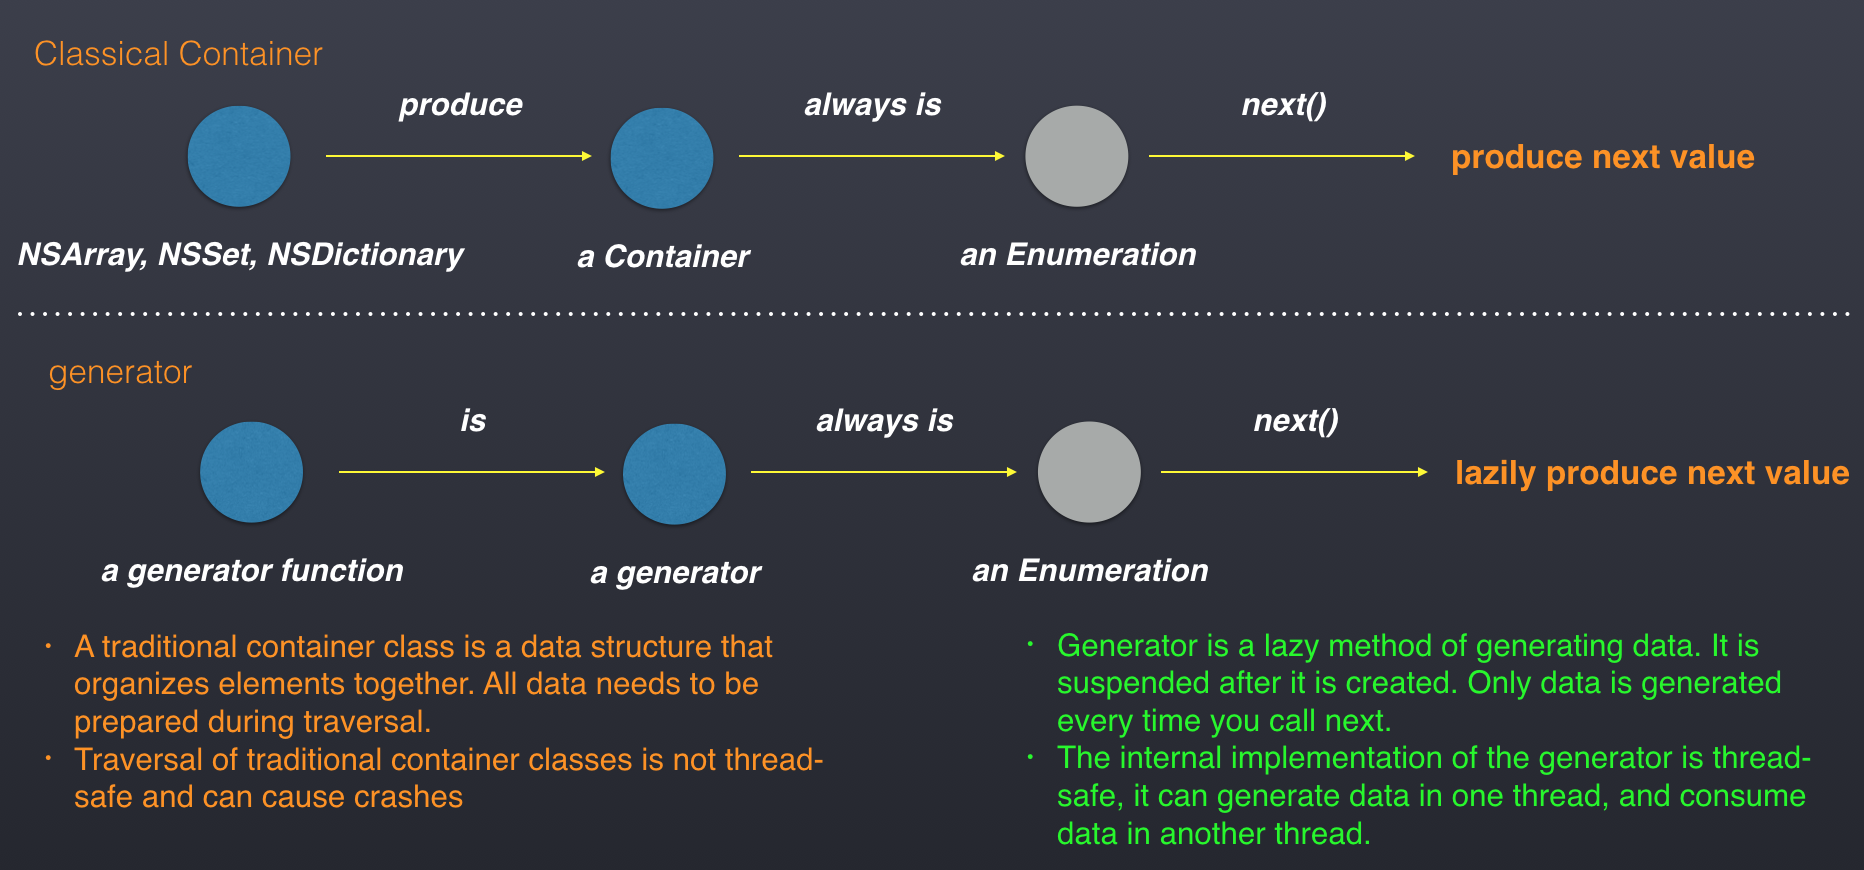 Classical Container
produce
always is
next()
produce next value
NSArray, NSSet, NSDictionary
a Container
an Enumeration
generator
is
always is
next()
lazily produce next value
a generator function
a generator
an Enumeration
• A traditional container class is a data structure that
organizes elements together. All data needs to be
prepared during traversal.
• Traversal of traditional container classes is not thread-
safe and can cause crashes
• Generator is a lazy method of generating data. It is
suspended after it is created. Only data is generated
every time you call next.
• The internal implementation of the generator is thread-
safe, it can generate data in one thread, and consume
data in another thread.